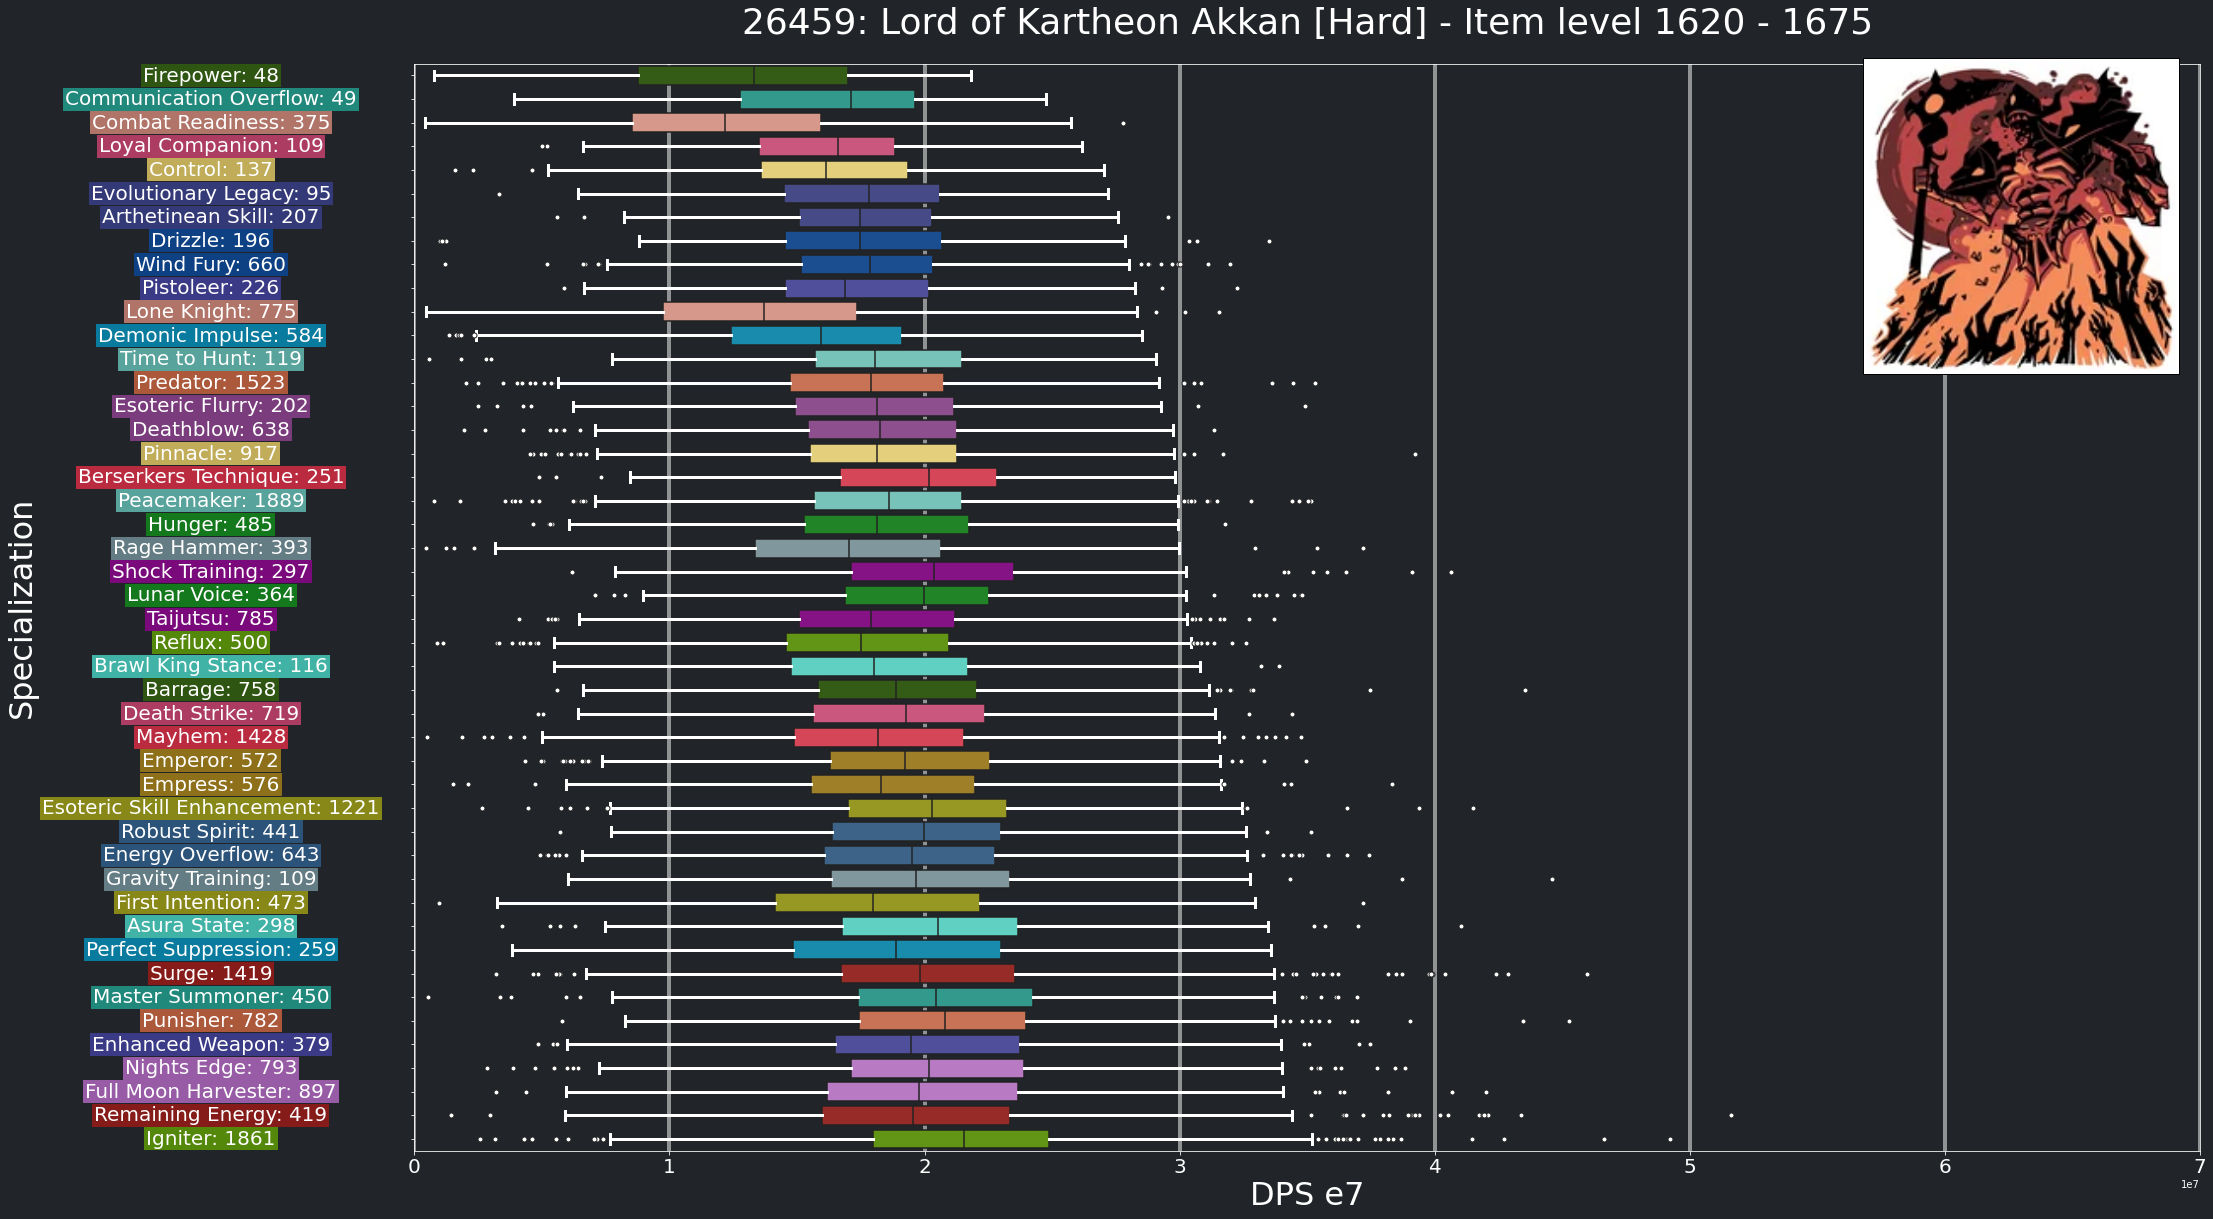 26459: Lord of Kartheon Akkan [Hard] - Item level 1620 - 1675
Specialization
Firepower: 48
Communication Overflow: 49
Combat Readiness: 375
Loyal Companion: 109
Control: 137
Evolutionary Legacy: 95
Arthetinean Skill: 207
Drizzle: 196
Wind Fury: 660
Pistoleer: 226
Lone Knight: 775
Demonic Impulse: 584
Time to Hunt: 119
Predator: 1523
Esoteric Flurry: 202
Deathblow: 638
Pinnacle: 917
Berserkers Technique: 251
Peacemaker: 1889
Hunger: 485
Rage Hammer: 393
Shock Training: 297
Lunar Voice: 364
Taijutsu: 785
Reflux: 500
Brawl King Stance: 116
Barrage: 758
Death Strike: 719
Mayhem: 1428
Emperor: 572
Empress: 576
Esoteric Skill Enhancement: 1221
Robust Spirit: 441
Energy Overflow: 643
Gravity Training: 109
First Intention: 473
Asura State: 298
Perfect Suppression: 259
Surge: 1419
Master Summoner: 450
Punisher: 782
Enhanced Weapon: 379
Nights Edge: 793
Full Moon Harvester: 897
Remaining Energy: 419
Igniter: 1861
0 1 2 3 4 5 6 7
DPS e7
1e7